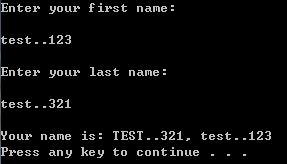 Enter your first name:
test..123
Enter your last name:
test..321
Your name is: TEST..321, test..123
Press any key to continue . . .